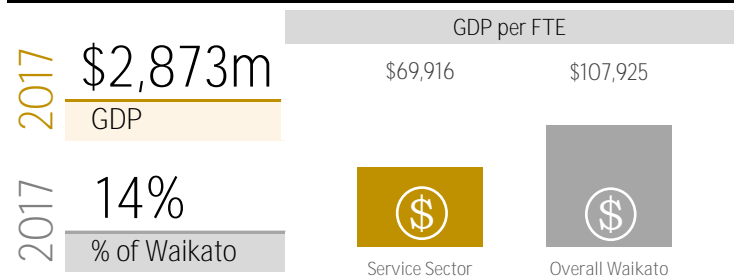 2017
$2,873m
GDP
2017
14%
% of Waikato
GDP per FTE
$69,916
$107,925
$
$
Service Sector
Overall Waikato